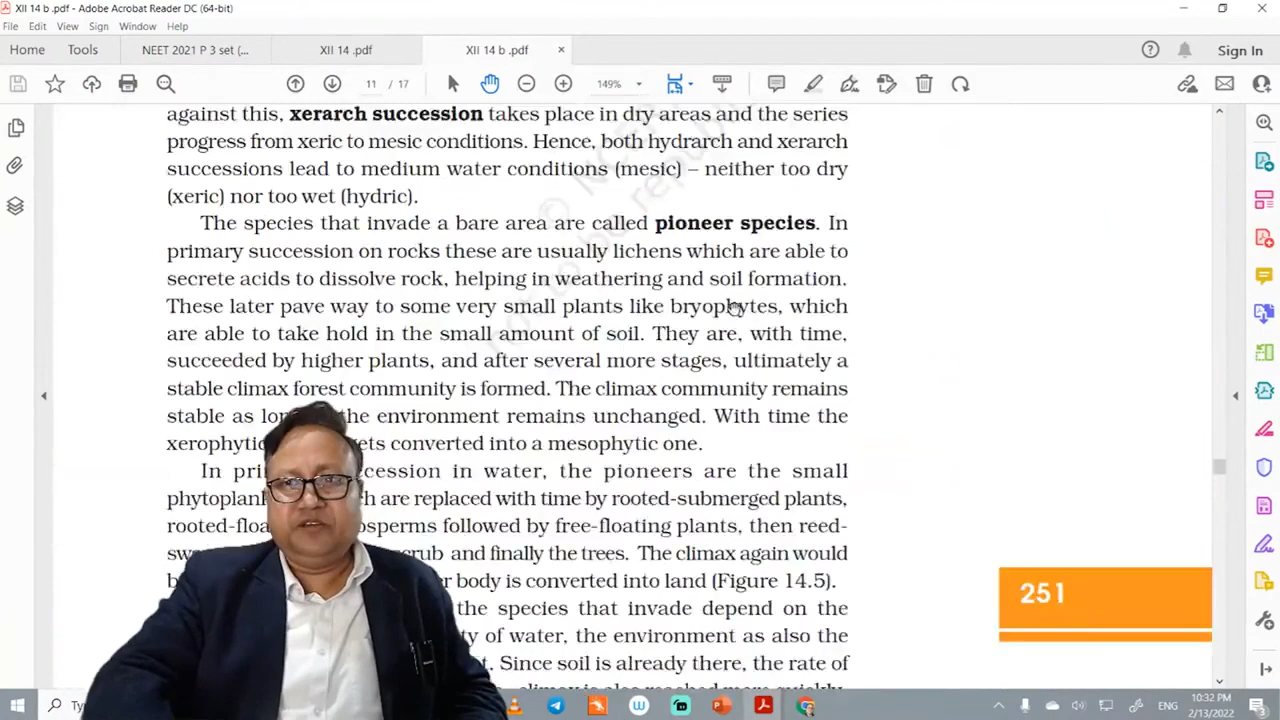 XII 14 b .pdf - Adobe Acrobat Reader DC (64-bit)
File Edit View Sign Window Help
Home Tools NEET 2021 P 3 set (... XII 14 .pdf XII 14 b .pdf × Sign In
11 / 17 149%
against this, xerarch succession takes place in dry areas and the series
progress from xeric to mesic conditions. Hence, both hydrarch and xerarch
successions lead to medium water conditions (mesic) – neither too dry
(xeric) nor too wet (hydric).
The species that invade a bare area are called pioneer species. In
primary succession on rocks these are usually lichens which are able to
secrete acids to dissolve rock, helping in weathering and soil formation.
These later pave way to some very small plants like bryophytes, which
are able to take hold in the small amount of soil. They are, with time,
succeeded by higher plants, and after several more stages, ultimately a
stable climax forest community is formed. The climax community remains
stable as the environment remains unchanged. With time the
xerophytic converted into a mesophytic one.
In succession in water, the pioneers are the small
are replaced with time by rooted-submerged plants,
followed by free-floating plants, then reed-
and finally the trees. The climax again would
body is converted into land (Figure 14.5).
the species that invade depend on the
of water, the environment as also the
Since soil is already there, the rate of
251
ENG 10:32 PM
2/13/2022